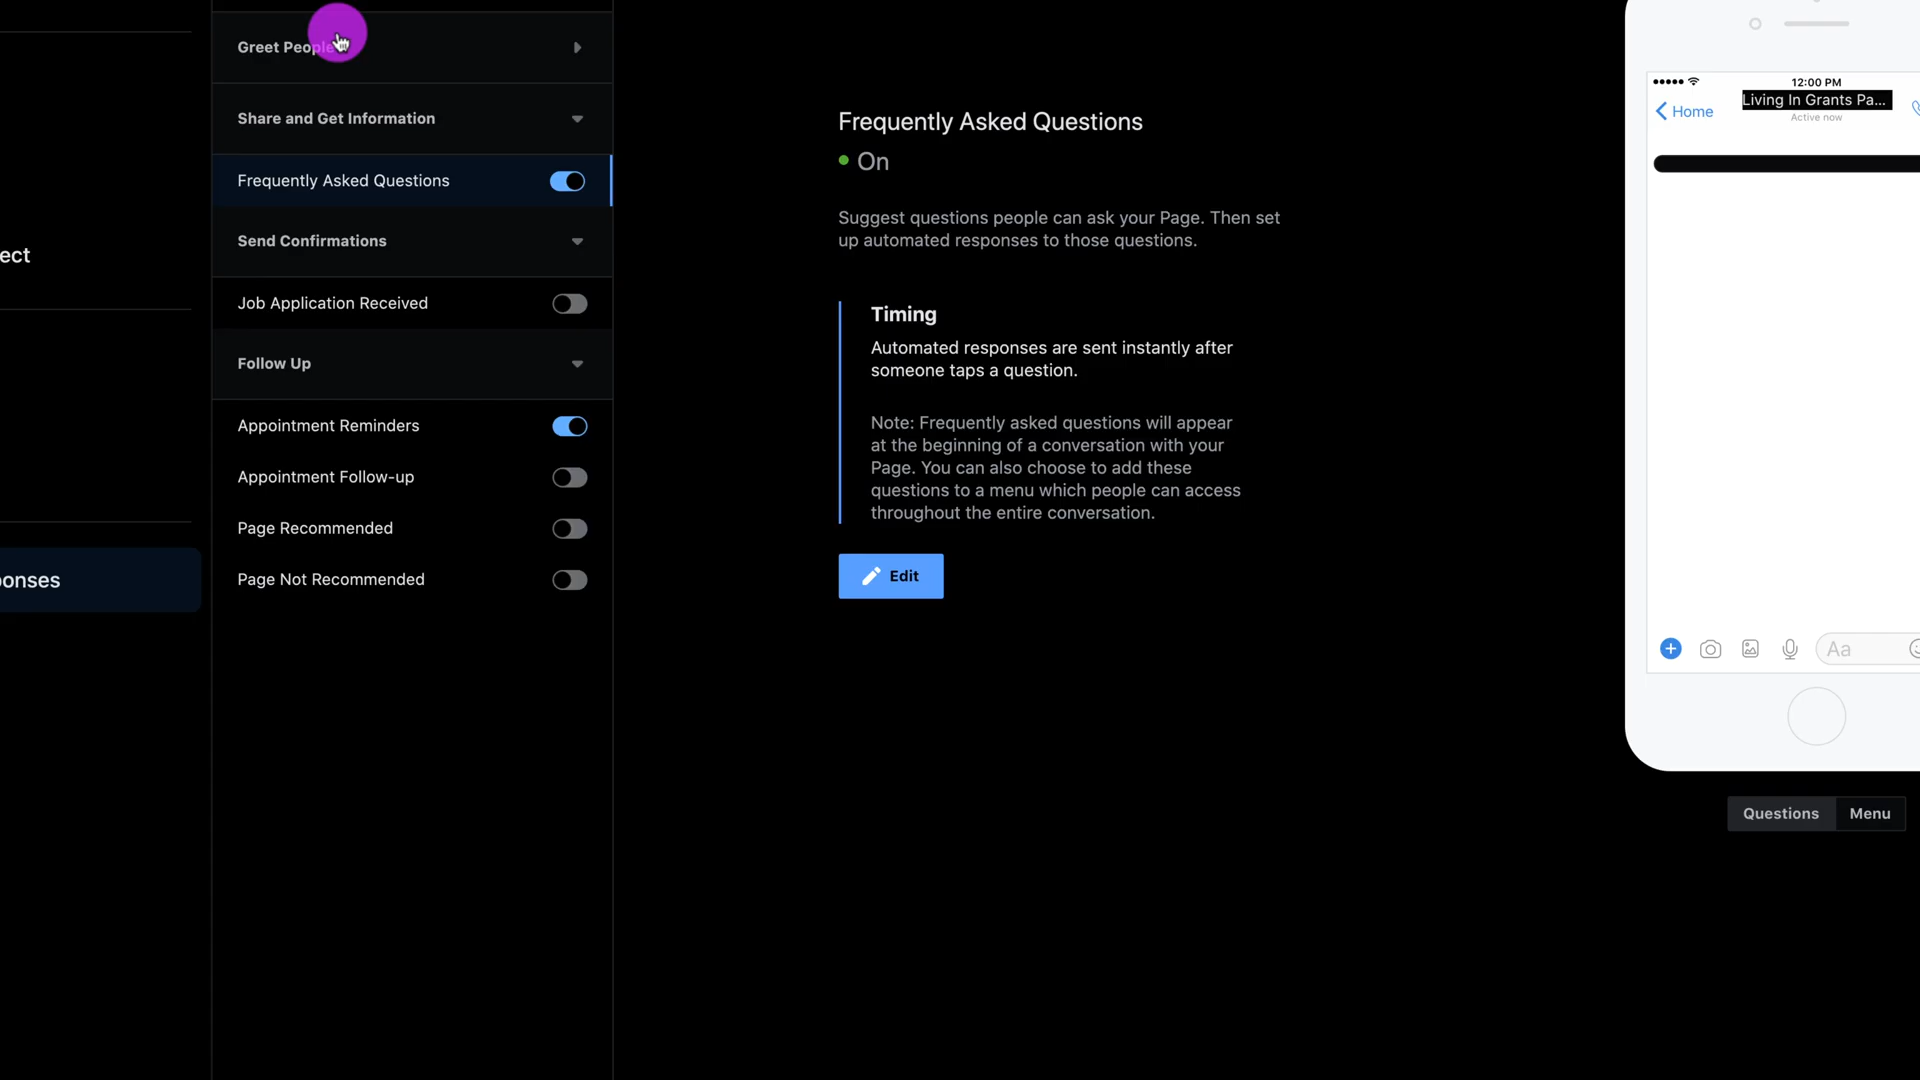 ect
onses
Greet People
Share and Get Information
Frequently Asked Questions
Send Confirmations
Job Application Received
Follow Up
Appointment Reminders
Appointment Follow-up
Page Recommended
Page Not Recommended
Frequently Asked Questions
On
Suggest questions people can ask your Page. Then set
up automated responses to those questions.
Timing
Automated responses are sent instantly after
someone taps a question.
Note: Frequently asked questions will appear
at the beginning of a conversation with your
Page. You can also choose to add these
questions to a menu which people can access
throughout the entire conversation.
Edit
12:00 PM
Home
Living In Grants Pa...
Active now
Aa
Questions
Menu